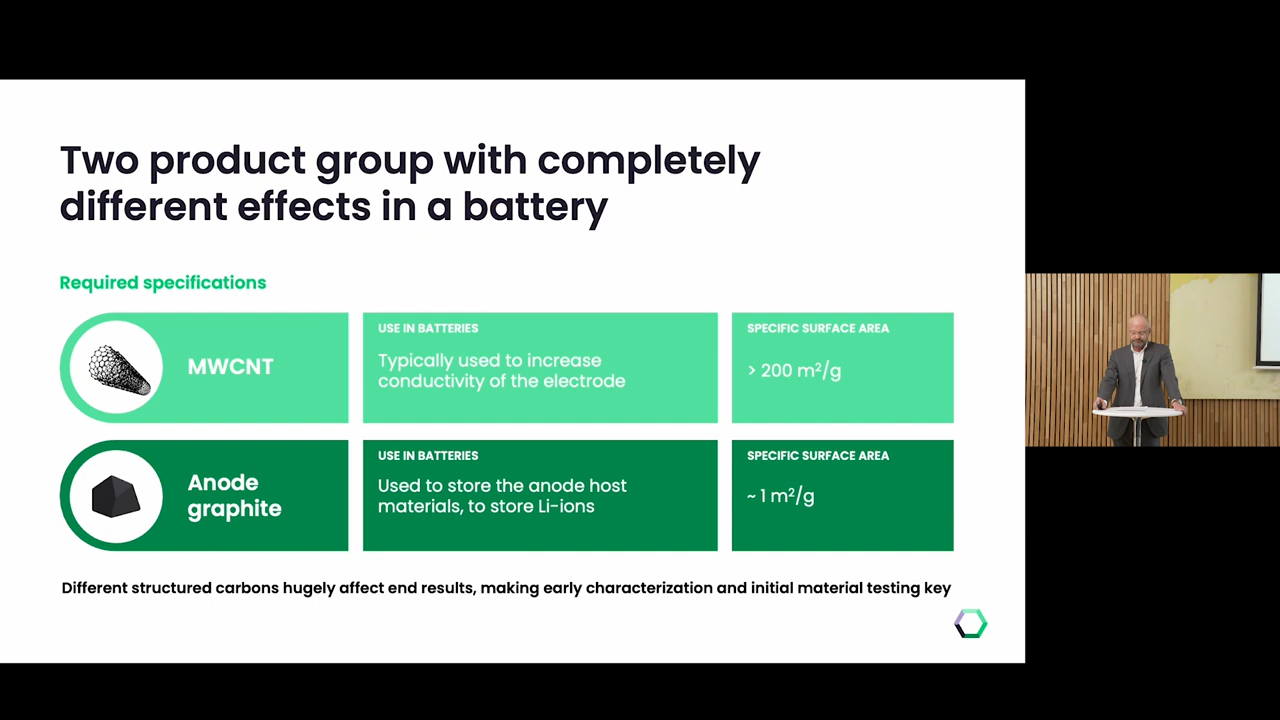 Two product group with completely
different effects in a battery
Required specifications
MWCNT
USE IN BATTERIES
Typically used to increase
conductivity of the electrode
SPECIFIC SURFACE AREA
> 200 m²/g
Anode
graphite
USE IN BATTERIES
Used to store the anode host
materials, to store Li-ions
SPECIFIC SURFACE AREA
~ 1 m²/g
Different structured carbons hugely affect end results, making early characterization and initial material testing key